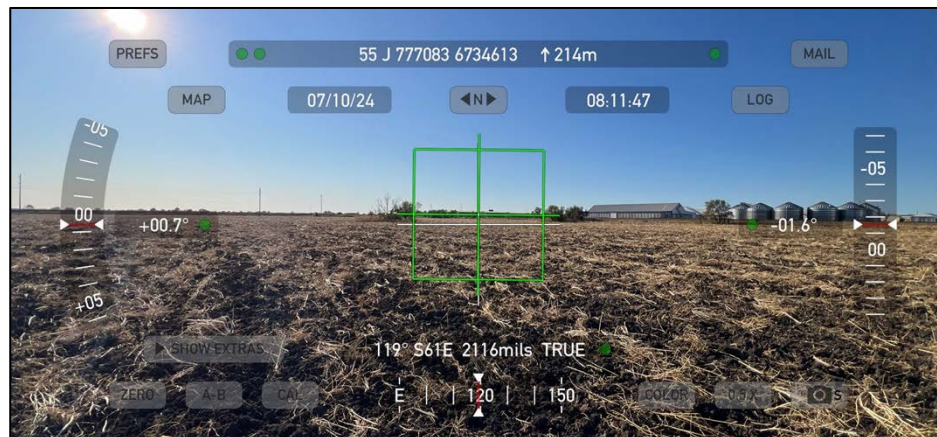 PREFS 55 J 777083 6734613 ↑ 214m MAIL
MAP 07/10/24 ◀N▶ 08:11:47 LOG
-05
-05
00 +00.7° -01.6°
00
+05
▶ SHOW EXTRAS
119° S61E 2116mils TRUE
ZERO A-B CAL E 120 150 COLOR S